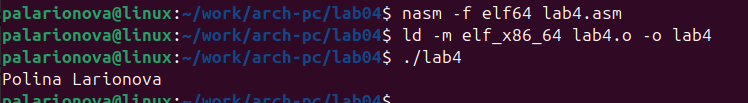 palarionova@linux:~/work/arch-pc/lab04$ nasm -f elf64 lab4.asm
palarionova@linux:~/work/arch-pc/lab04$ ld -m elf_x86_64 lab4.o -o lab4
palarionova@linux:~/work/arch-pc/lab04$ ./lab4
Polina Larionova
palarionova@linux:~/work/arch-pc/lab04$